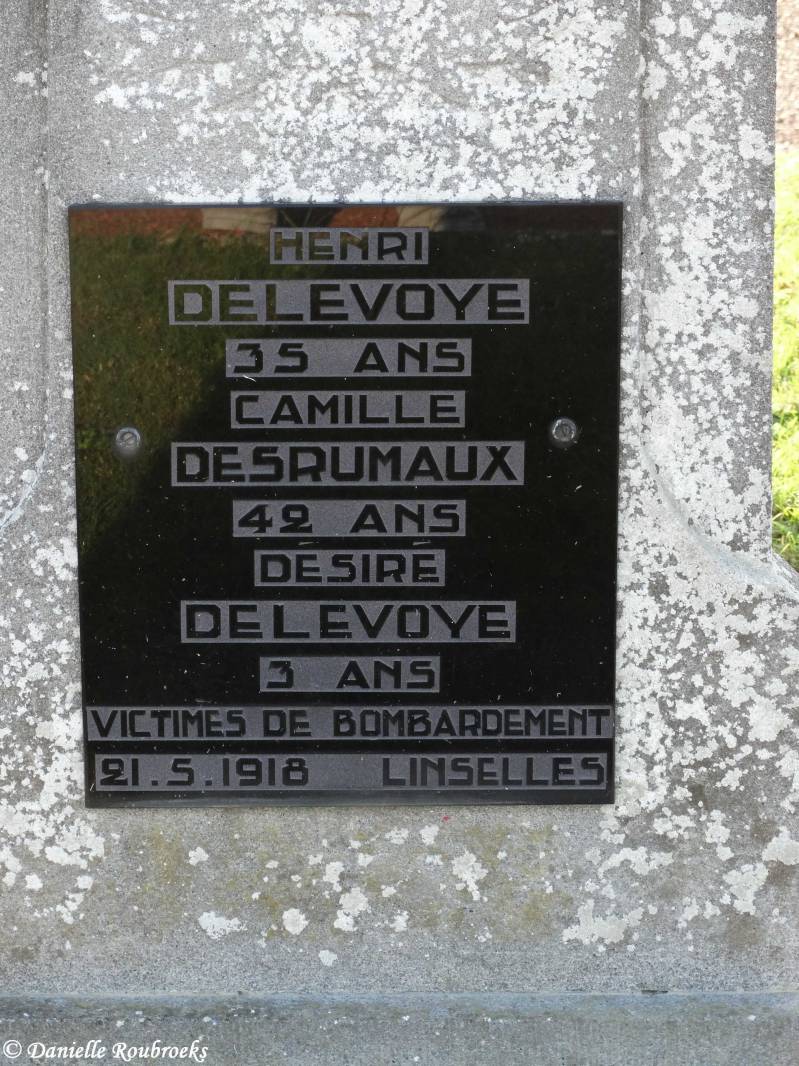 HENRI
DELEVOYE
35 ANS
CAMILLE
DESRUMAUX
42 ANS
DÉSIRÉ
DELEVOYE
3 ANS
VICTIMES DE BOMBARDEMENT
21.5.1918 LINSELLES
© Danielle Roubroeks